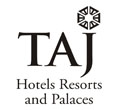 TAJ
Hotels Resorts
and Palaces